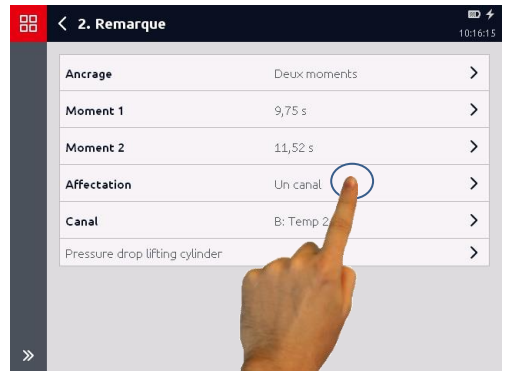 2. Remarque
10:16:15
Ancrage Deux moments
Moment 1 9,75 s
Moment 2 11,52 s
Affectation Un canal
Canal B: Temp 2
Pressure drop lifting cylinder